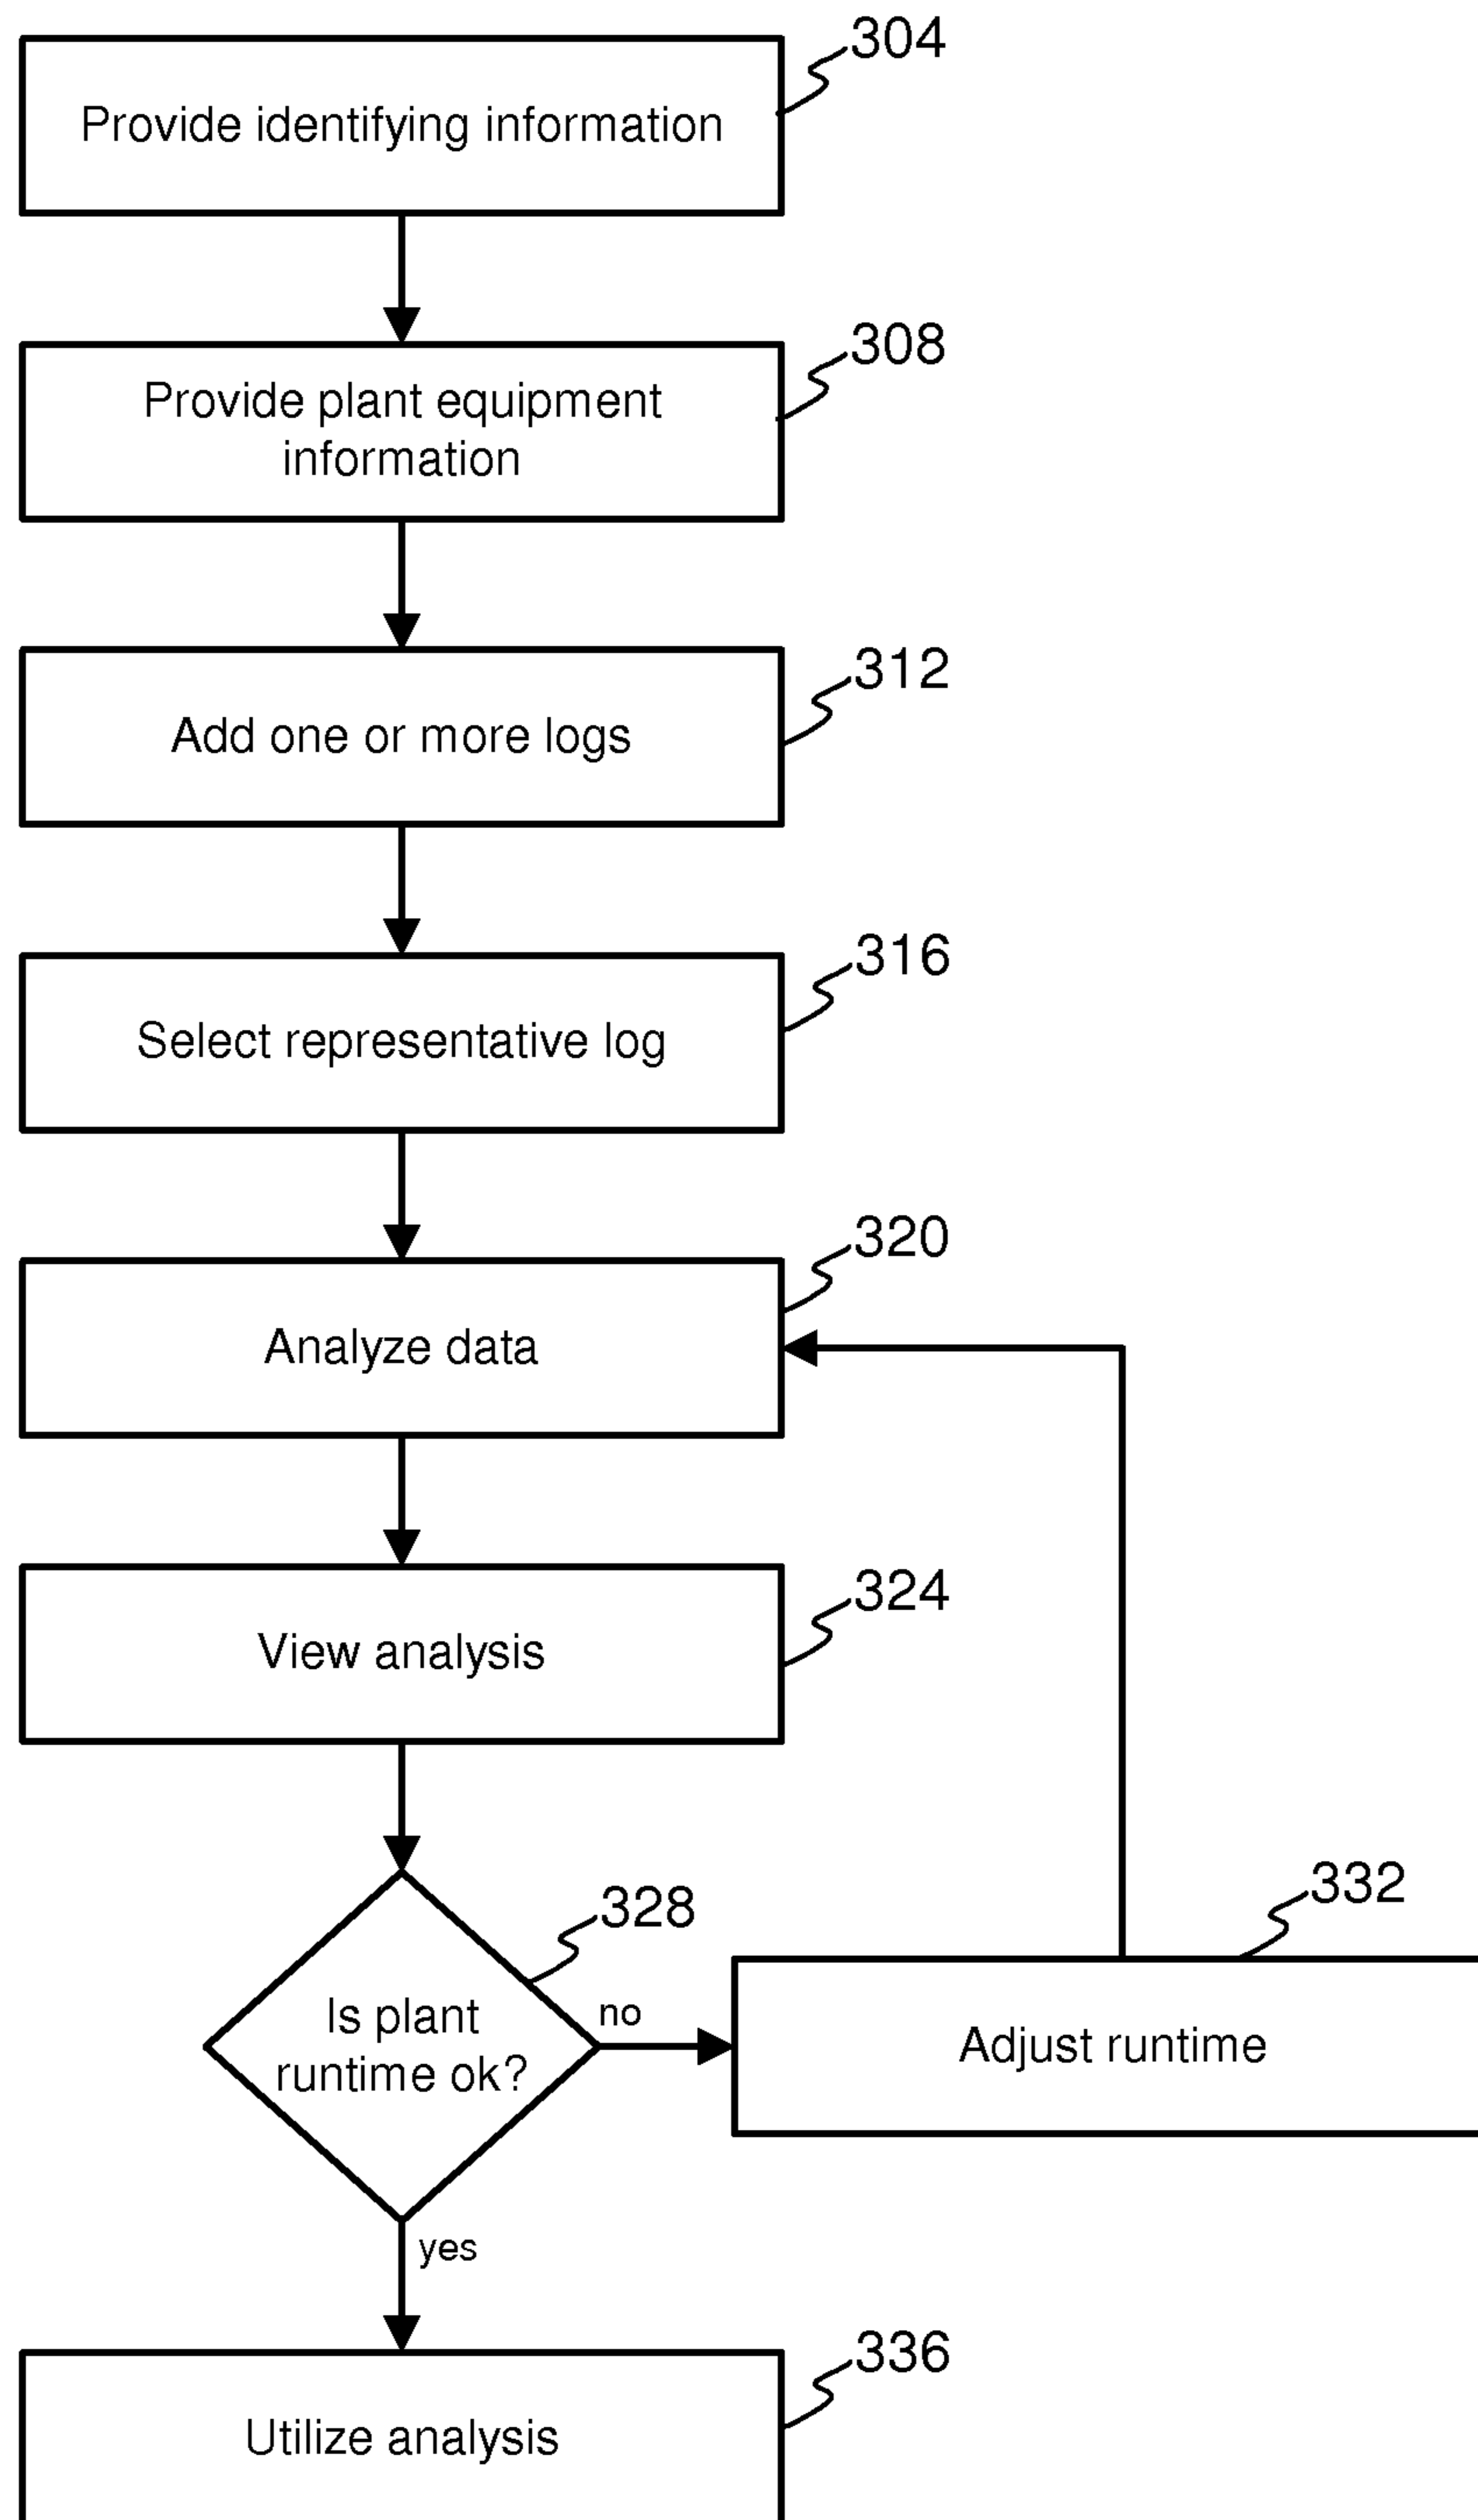 304
Provide identifying information
308
Provide plant equipment
information
312
Add one or more logs
316
Select representative log
320
Analyze data
324
View analysis
328
332
Is plant
runtime ok?
no
Adjust runtime
yes
336
Utilize analysis